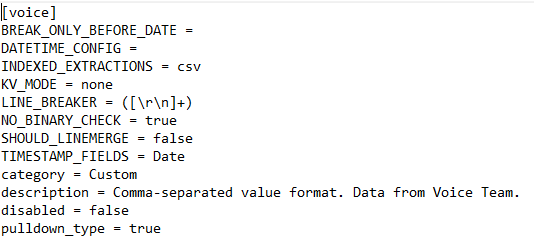 [voice]
BREAK_ONLY_BEFORE_DATE =
DATETIME_CONFIG =
INDEXED_EXTRACTIONS = csv
KV_MODE = none
LINE_BREAKER = ([\r\n]+)
NO_BINARY_CHECK = true
SHOULD_LINEMERGE = false
TIMESTAMP_FIELDS = Date
category = Custom
description = Comma-separated value format. Data from Voice Team.
disabled = false
pulldown_type = true